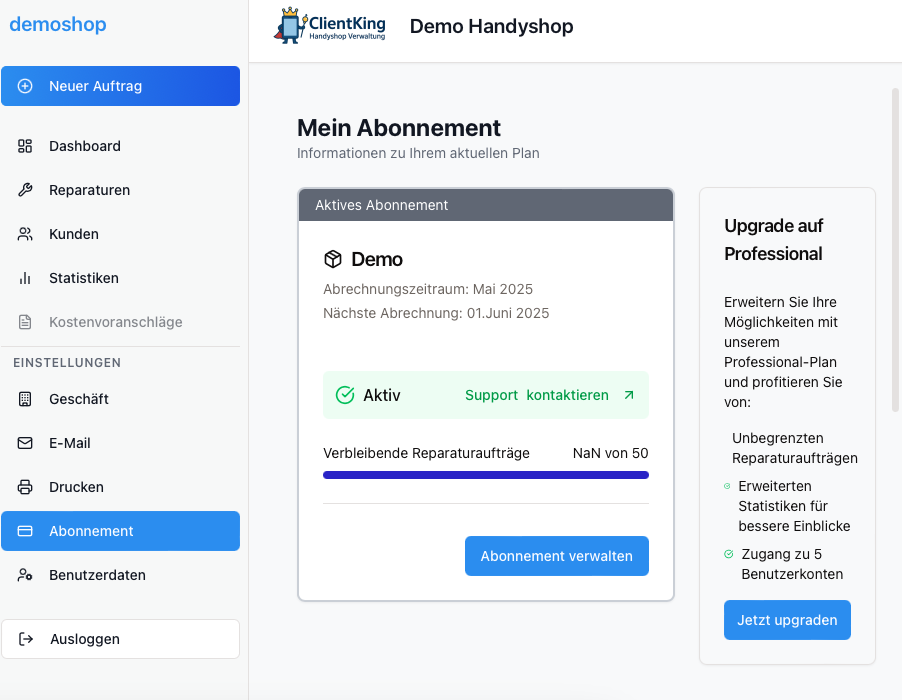 demoshop
Neuer Auftrag
Dashboard
Reparaturen
Kunden
Statistiken
Kostenvoranschläge
EINSTELLUNGEN
Geschäft
E-Mail
Drucken
Abonnement
Benutzerdaten
Ausloggen
ClientKing
Handyshop Verwaltung
Demo Handyshop
Mein Abonnement
Informationen zu Ihrem aktuellen Plan
Aktives Abonnement
Demo
Abrechnungszeitraum: Mai 2025
Nächste Abrechnung: 01.Juni 2025
Aktiv
Support kontaktieren
Verbleibende Reparaturaufträge
NaN von 50
Abonnement verwalten
Upgrade auf
Professional
Erweitern Sie Ihre
Möglichkeiten mit
unserem
Professional-Plan
und profitieren Sie
von:
Unbegrenzten
Reparaturaufträgen
Erweiterten
Statistiken für
bessere Einblicke
Zugang zu 5
Benutzerkonten
Jetzt upgraden